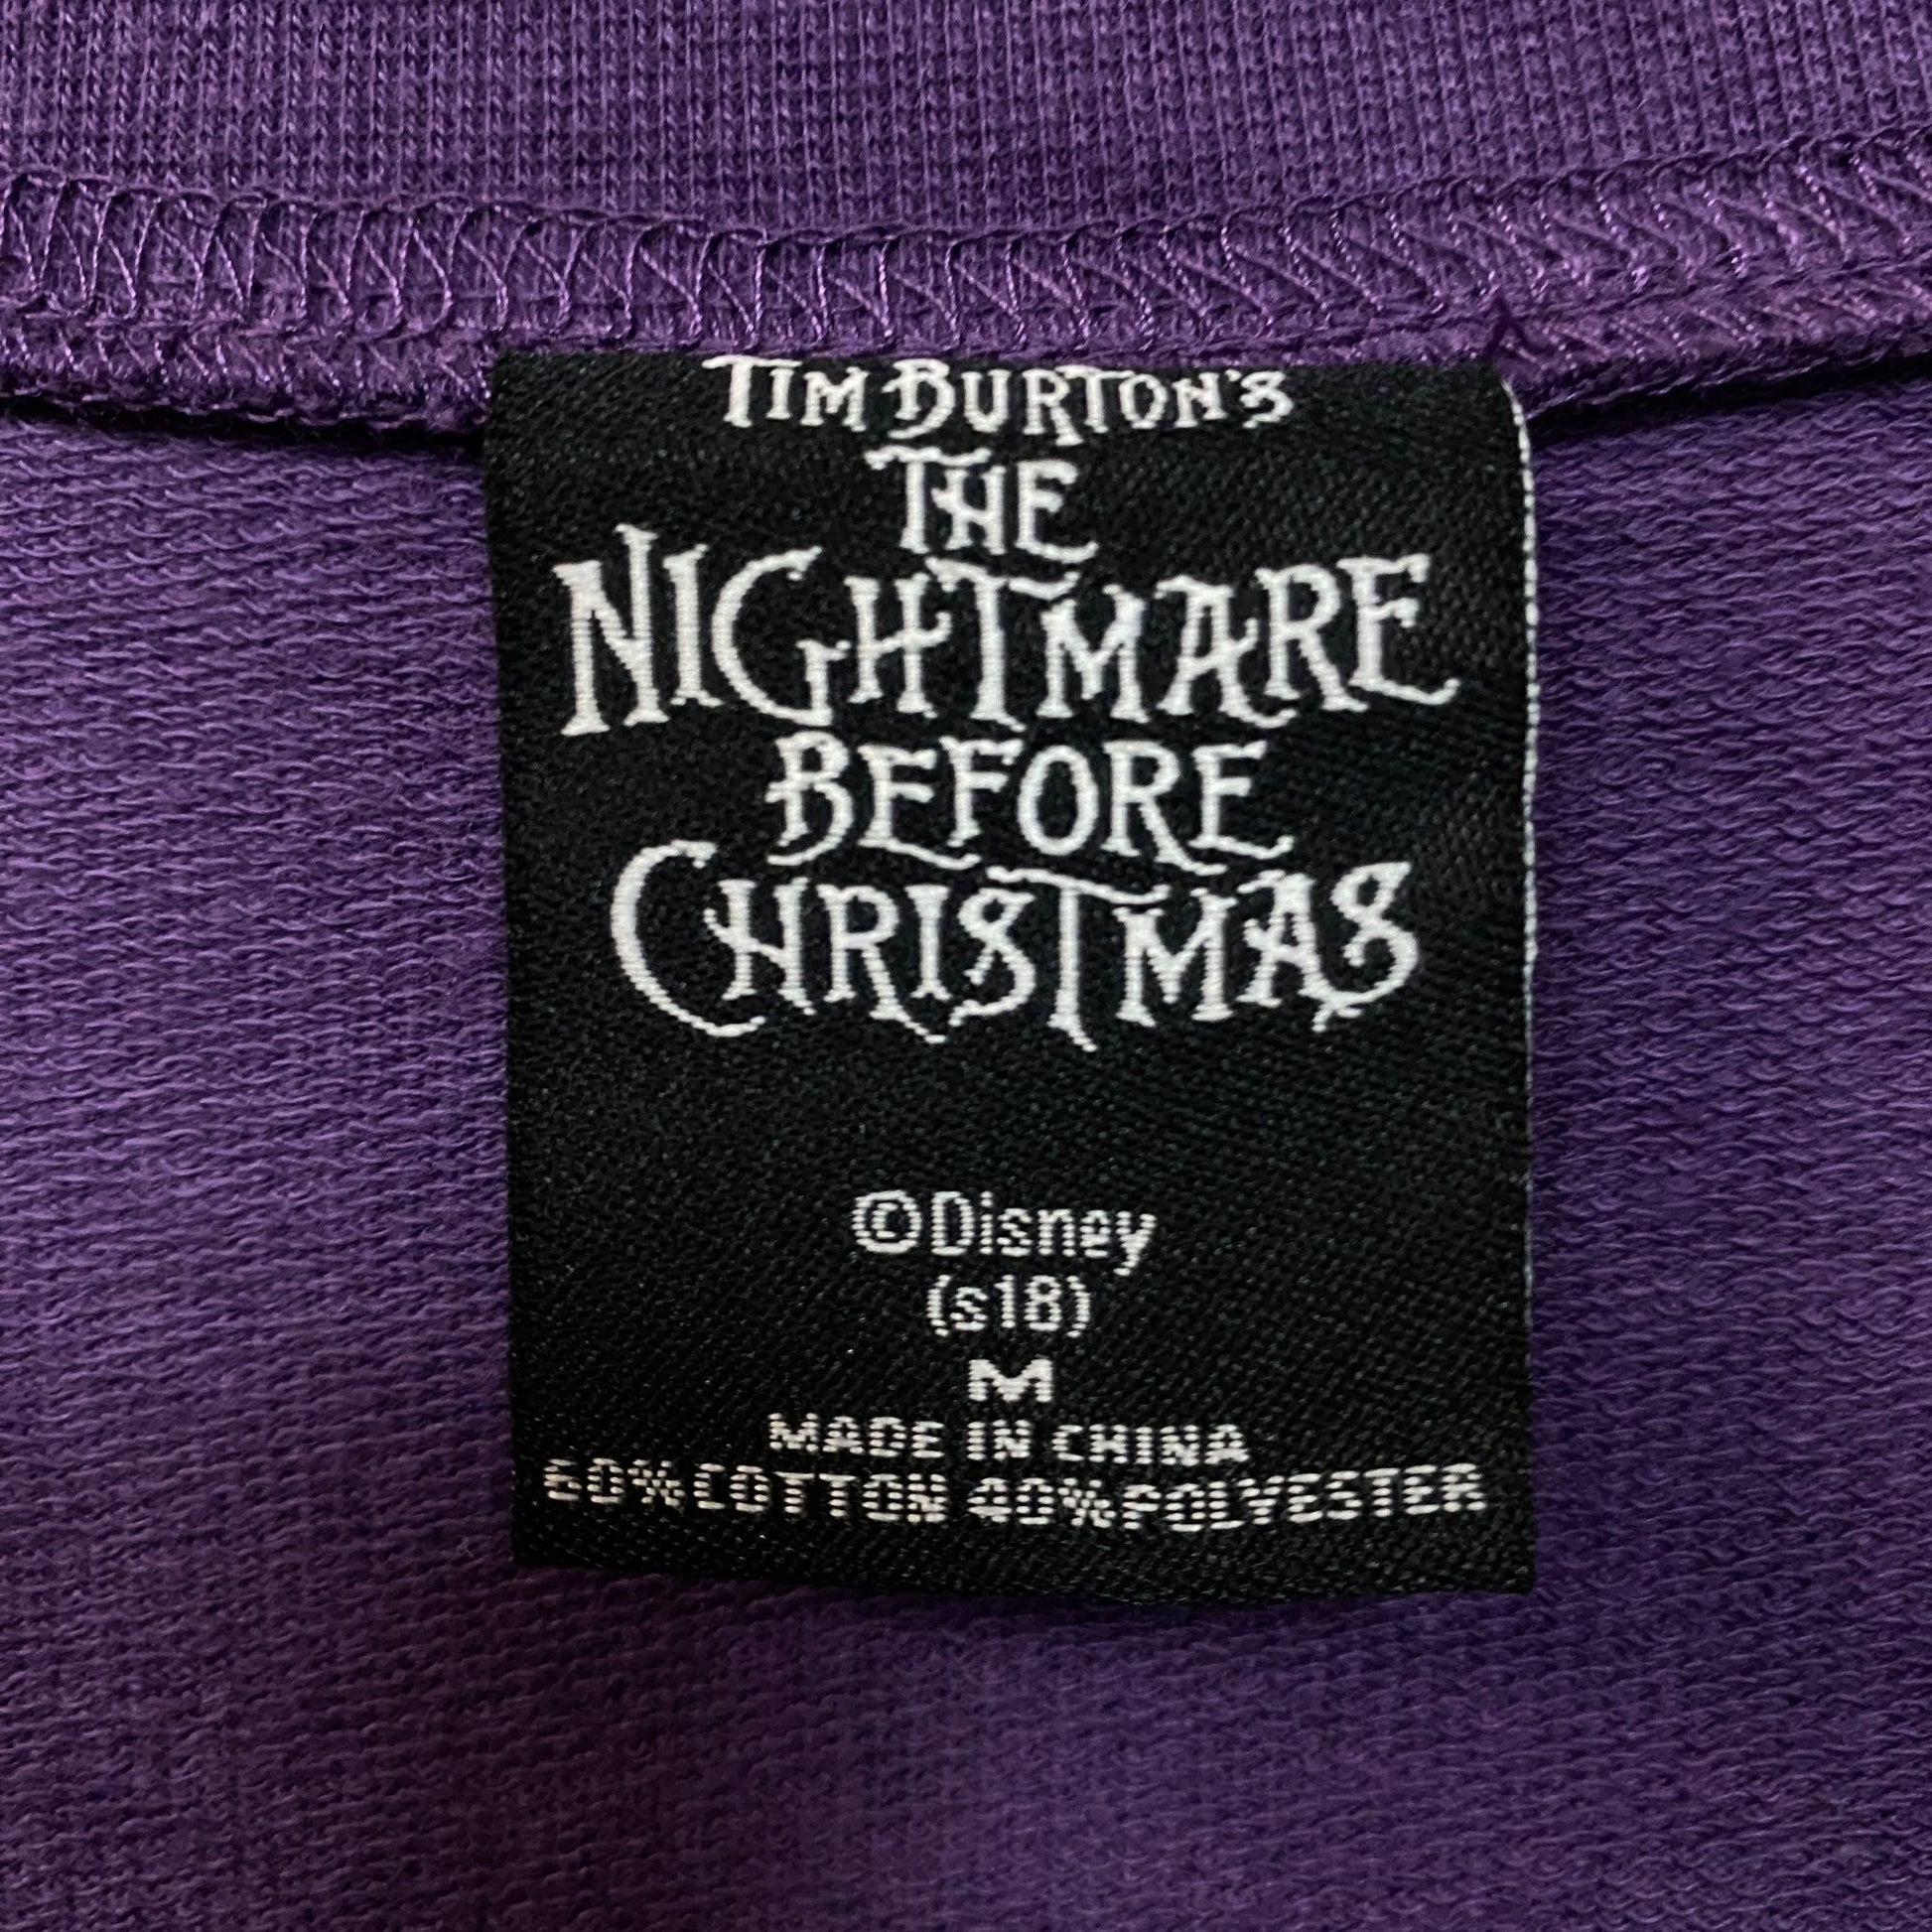 TIM BURTON'S
THE
NIGHTMARE
BEFORE
CHRISTMAS
©Disney
(s18)
M
MADE IN CHINA
60%COTTON 40%POLYESTER